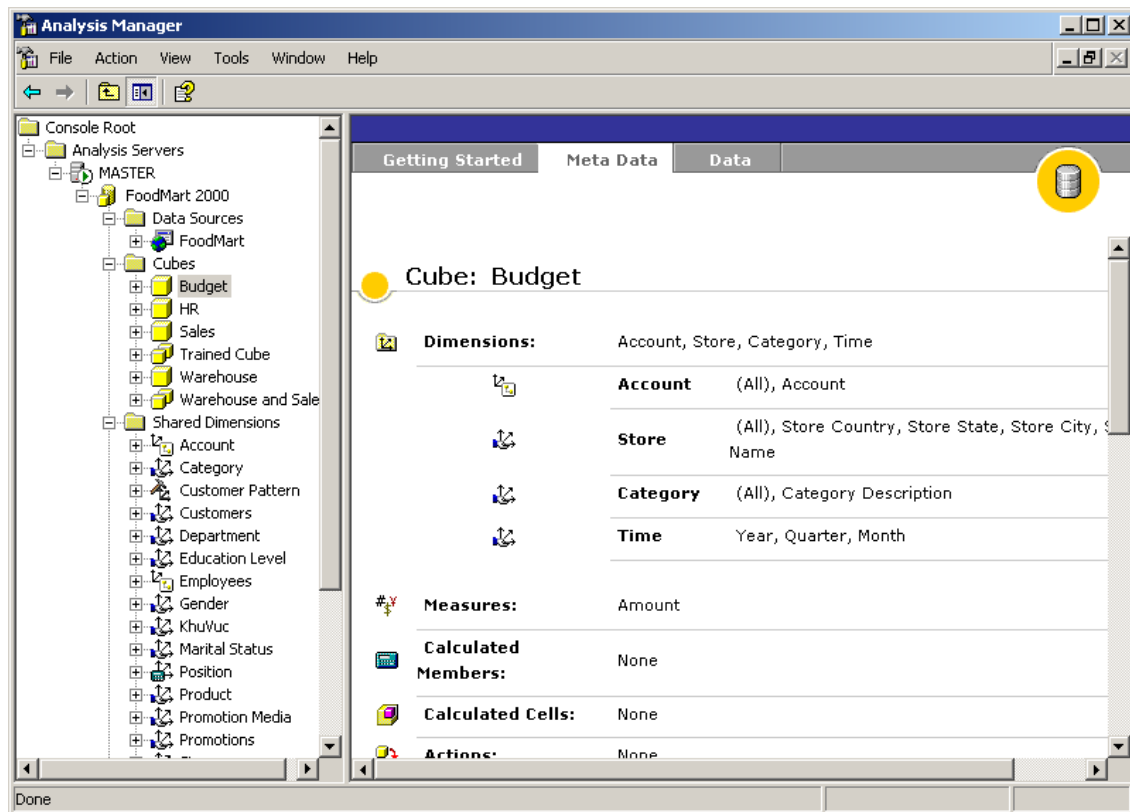 Analysis Manager
File Action View Tools Window Help
Console Root
Analysis Servers
MASTER
FoodMart 2000
Data Sources
FoodMart
Cubes
Budget
HR
Sales
Trained Cube
Warehouse
Warehouse and Sale
Shared Dimensions
Account
Category
Customer Pattern
Customers
Department
Education Level
Employees
Gender
KhuVuc
Marital Status
Position
Product
Promotion Media
Promotions
Getting Started Meta Data Data
Cube: Budget
Dimensions: Account, Store, Category, Time
Account (All), Account
Store (All), Store Country, Store State, Store City,
Name
Category (All), Category Description
Time Year, Quarter, Month
Measures: Amount
Calculated
Members: None
Calculated Cells: None
Actions: None
Done